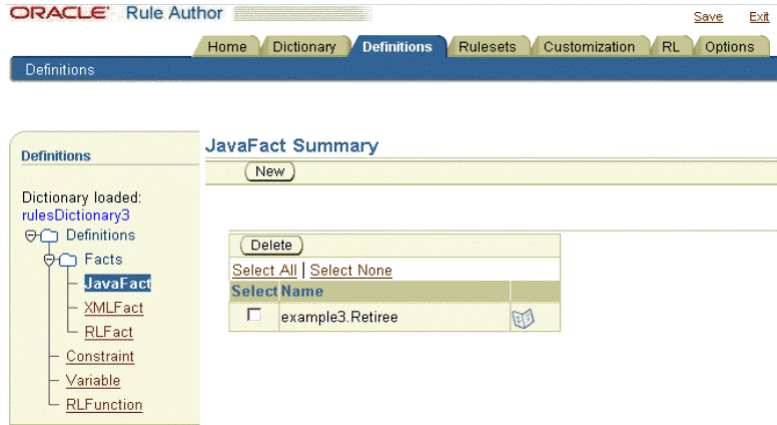 ORACLE Rule Author
Save Exit
Home Dictionary Definitions Rulesets Customization RL Options
Definitions
Definitions
Dictionary loaded:
rulesDictionary3
Definitions
Facts
JavaFact
XMLFact
RLFact
Constraint
Variable
RLFunction
JavaFact Summary
New
Delete
Select All | Select None
Select Name
example3.Retiree